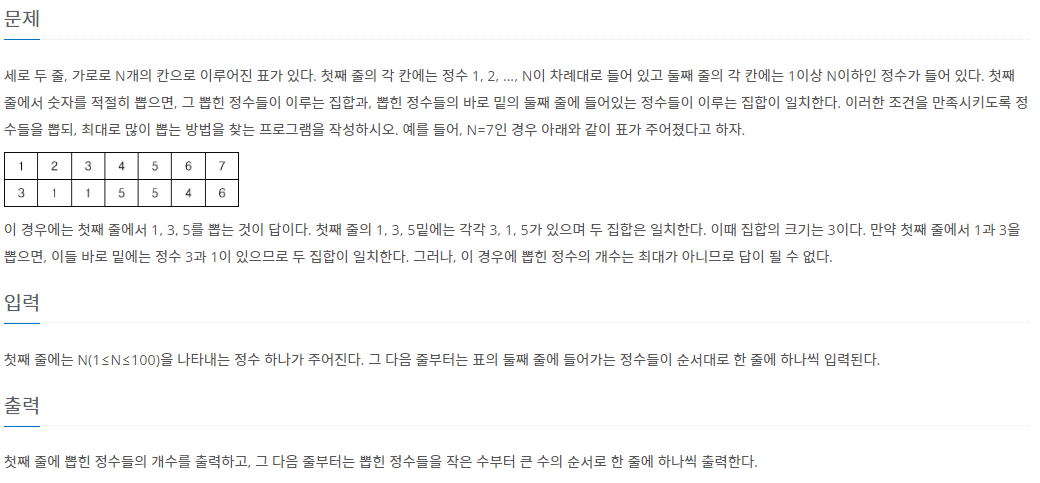 문제
세로 두 줄, 가로로 N개의 칸으로 이루어진 표가 있다. 첫째 줄의 각 칸에는 정수 1, 2, ..., N이 차례대로 들어 있고 둘째 줄의 각 칸에는 1이상 N이하인 정수가 들어 있다. 첫째
줄에서 숫자를 적절히 뽑으면, 그 뽑힌 정수들이 이루는 집합과, 뽑힌 정수들의 바로 밑의 둘째 줄에 들어있는 정수들이 이루는 집합이 일치한다. 이러한 조건을 만족시키도록 정
수들을 뽑되, 최대로 많이 뽑는 방법을 찾는 프로그램을 작성하시오. 예를 들어, N=7인 경우 아래와 같이 표가 주어졌다고 하자.
1 2 3 4 5 6 7
3 1 1 5 5 4 6
이 경우에는 첫째 줄에서 1, 3, 5를 뽑는 것이 답이다. 첫째 줄의 1, 3, 5밑에는 각각 3, 1, 5가 있으며 두 집합은 일치한다. 이때 집합의 크기는 3이다. 만약 첫째 줄에서 1과 3을
뽑으면, 이들 바로 밑에는 정수 3과 1이 있으므로 두 집합이 일치한다. 그러나, 이 경우에 뽑힌 정수의 개수는 최대가 아니므로 답이 될 수 없다.
입력
첫째 줄에는 N(1≤N≤100)을 나타내는 정수 하나가 주어진다. 그 다음 줄부터는 표의 둘째 줄에 들어가는 정수들이 순서대로 한 줄에 하나씩 입력된다.
출력
첫째 줄에 뽑힌 정수들의 개수를 출력하고, 그 다음 줄부터는 뽑힌 정수들을 작은 수부터 큰 수의 순서로 한 줄에 하나씩 출력한다.